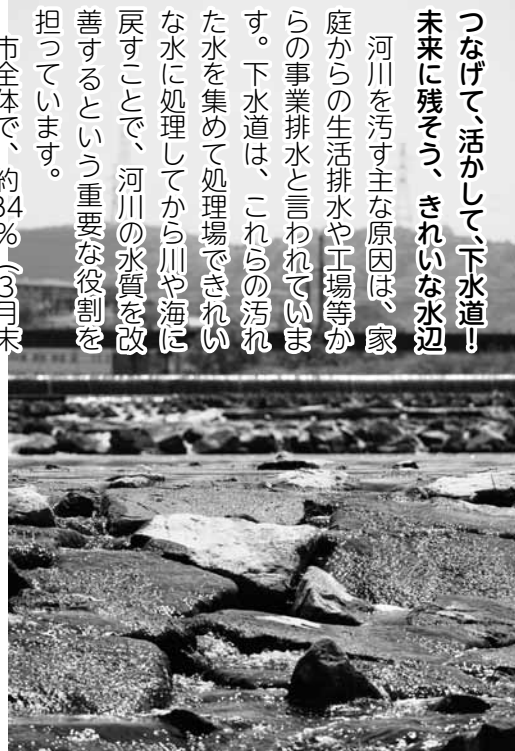 つなげて、活かして、下水道！
未来に残そう、きれいな水辺
河川を汚す主な原因は、家
庭からの生活排水や工場等か
らの事業排水と言われていま
す。下水道は、これらの汚れ
た水を集めて処理場できれい
な水に処理してから川や海に
戻すことで、河川の水質を改
善するという重要な役割を
担っています。
市全体で、約84％（3月末